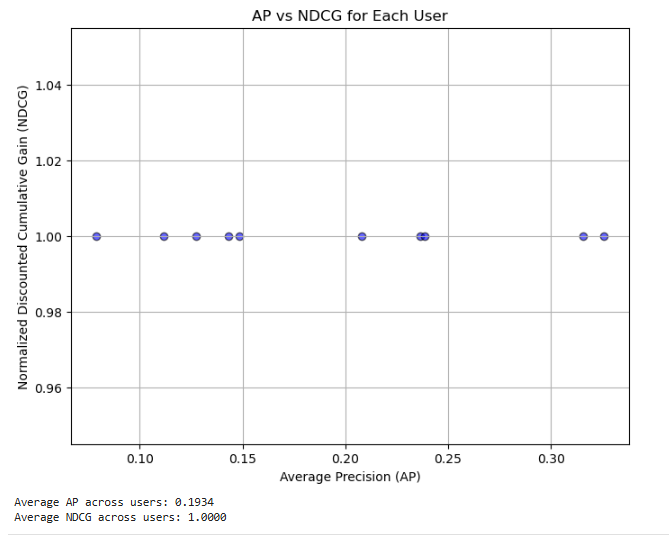 AP vs NDCG for Each User
Normalized Discounted Cumulative Gain (NDCG)
1.04
1.02
1.00
0.98
0.96
0.10 0.15 0.20 0.25 0.30
Average Precision (AP)
Average AP across users: 0.1934
Average NDCG across users: 1.0000